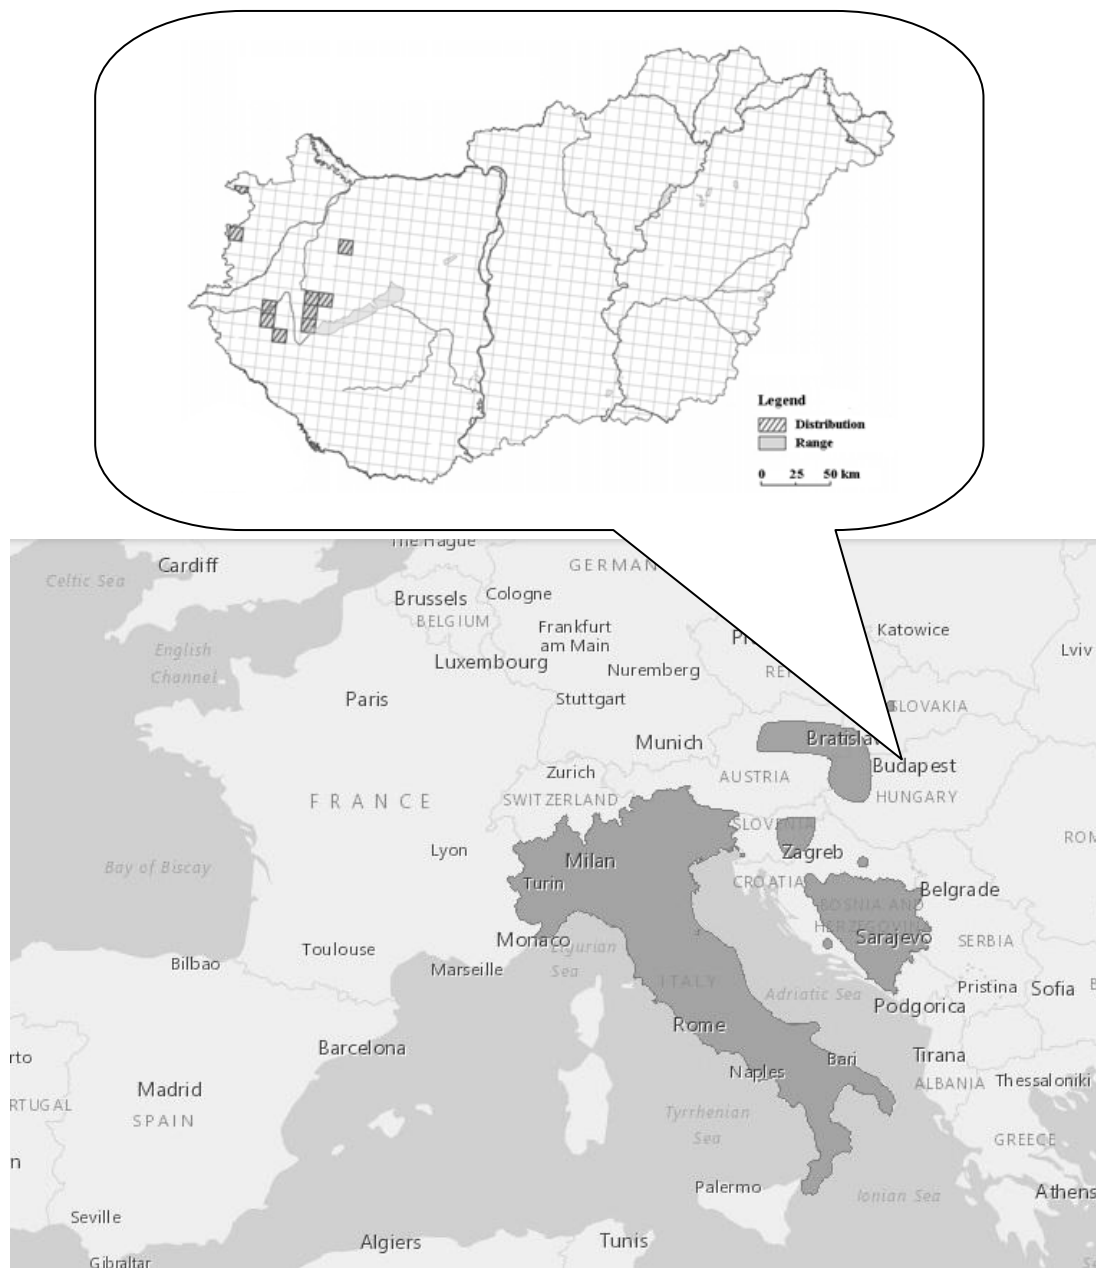 Legend
Distribution
Range
0 25 50 km
The Hague
Cardiff
Celtic Sea
GERMAN
Cologne
Brussels
BELGIUM
Frankfurt
am Main
Katowice
English
Channel
Lviv
Luxembourg
Nuremberg
Paris
Stuttgart
SLOVAKIA
Munich
Bratisla
Budapest
Zurich
AUSTRIA
SWITZERLAND
HUNGARY
FRANCE
SLOVENIA
ROM
Lyon
Milan
Zagreb
Bay of Biscay
Turin
CROATIA
Belgrade
BOSNIA AND
HERZEGOVINA
Sarajevo
Monaco
SERBIA
Toulouse
Ligurian
Sea
Bilbao
Marseille
ITALY
Adriatic Sea
Pristina
Sofia
Podgorica
Rome
Barcelona
rto
Tirana
Bari
Naples
Madrid
ALBANIA
Thessaloniki
RTUGAL
SPAIN
Tyrrhenian
Sea
GREECE
n
Palermo
Ionian Sea
Athens
Seville
Algiers
Tunis
Gibraltar